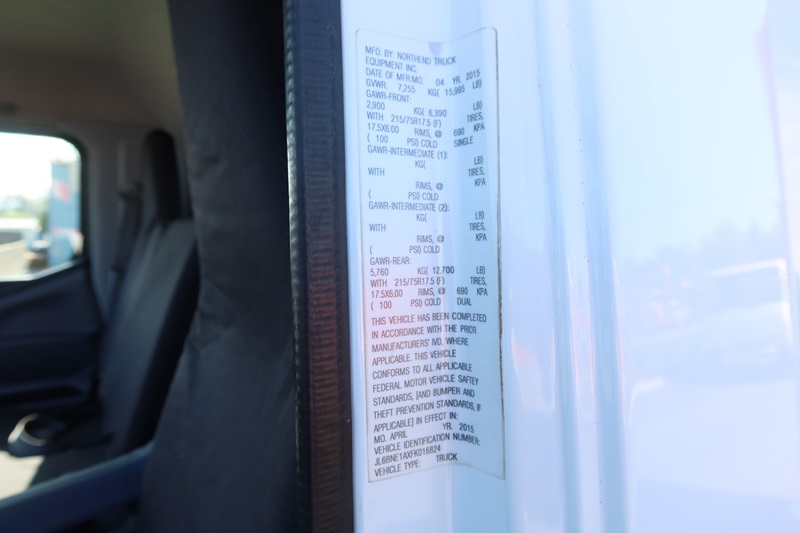 MFD. BY: NORTHEND TRUCK
EQUIPMENT INC.
DATE OF MFR:MO. 04 YR. 2015
GVWR: 7,255 KG( 15,995 LB)
GAWR-FRONT:
2,900 KG( 6,390 LB)
WITH 215/75R17.5 (F) TIRES,
17.5X6.00 RIMS, @ 690 KPA
( 100 PSI) COLD SINGLE
GAWR-INTERMEDIATE (1):
KG( LB)
WITH TIRES,
RIMS, @ KPA
( PSI) COLD
GAWR-INTERMEDIATE (2):
KG( LB)
WITH
RIMS, @ KPA
( PSI) COLD
GAWR-REAR:
5,760 KG( 12,700 LB)
WITH 215/75R17.5 (F) TIRES,
17.5X6.00 RIMS, @ 690 KPA
( 100 PSI) COLD DUAL
THIS VEHICLE HAS BEEN COMPLETED
IN ACCORDANCE WITH THE PRIOR
MANUFACTURERS' IVD, WHERE
APPLICABLE. THIS VEHICLE
CONFORMS TO ALL APPLICABLE
FEDERAL MOTOR VEHICLE SAFTEY
STANDARDS, [AND BUMPER AND
THEFT PREVENTION STANDARDS, IF
APPLICABLE] IN EFFECT IN:
MO. APRIL YR. 2015
VEHICLE IDENTIFICATION NUMBER:
JL6BNE1AXFK016824
VEHICLE TYPE: TRUCK